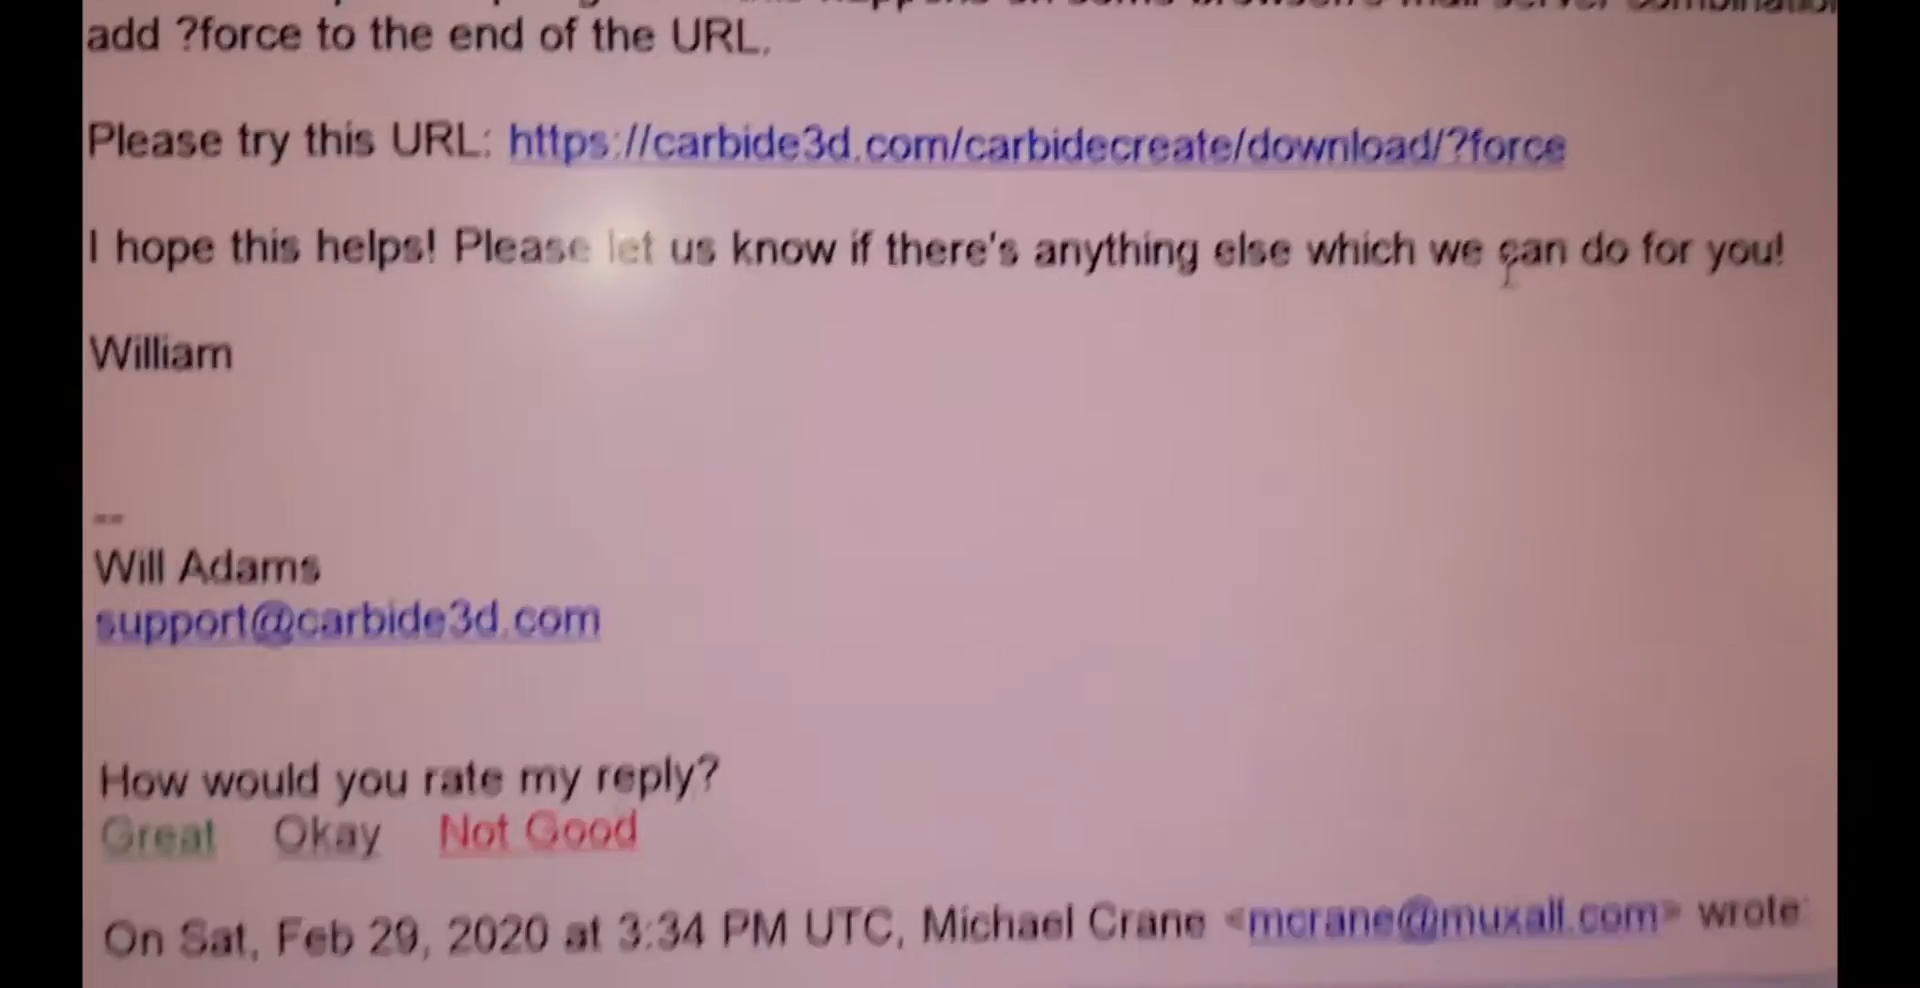 add ?force to the end of the URL.
Please try this URL: https://carbide3d.com/carbidecreate/download/?force
I hope this helps! Please let us know if there's anything else which we can do for you!
William
--
Will Adams
support@carbide3d.com
How would you rate my reply?
Great Okay Not Good
On Sat, Feb 29, 2020 at 3:34 PM UTC, Michael Crane <mcrane@muxall.com> wrote: